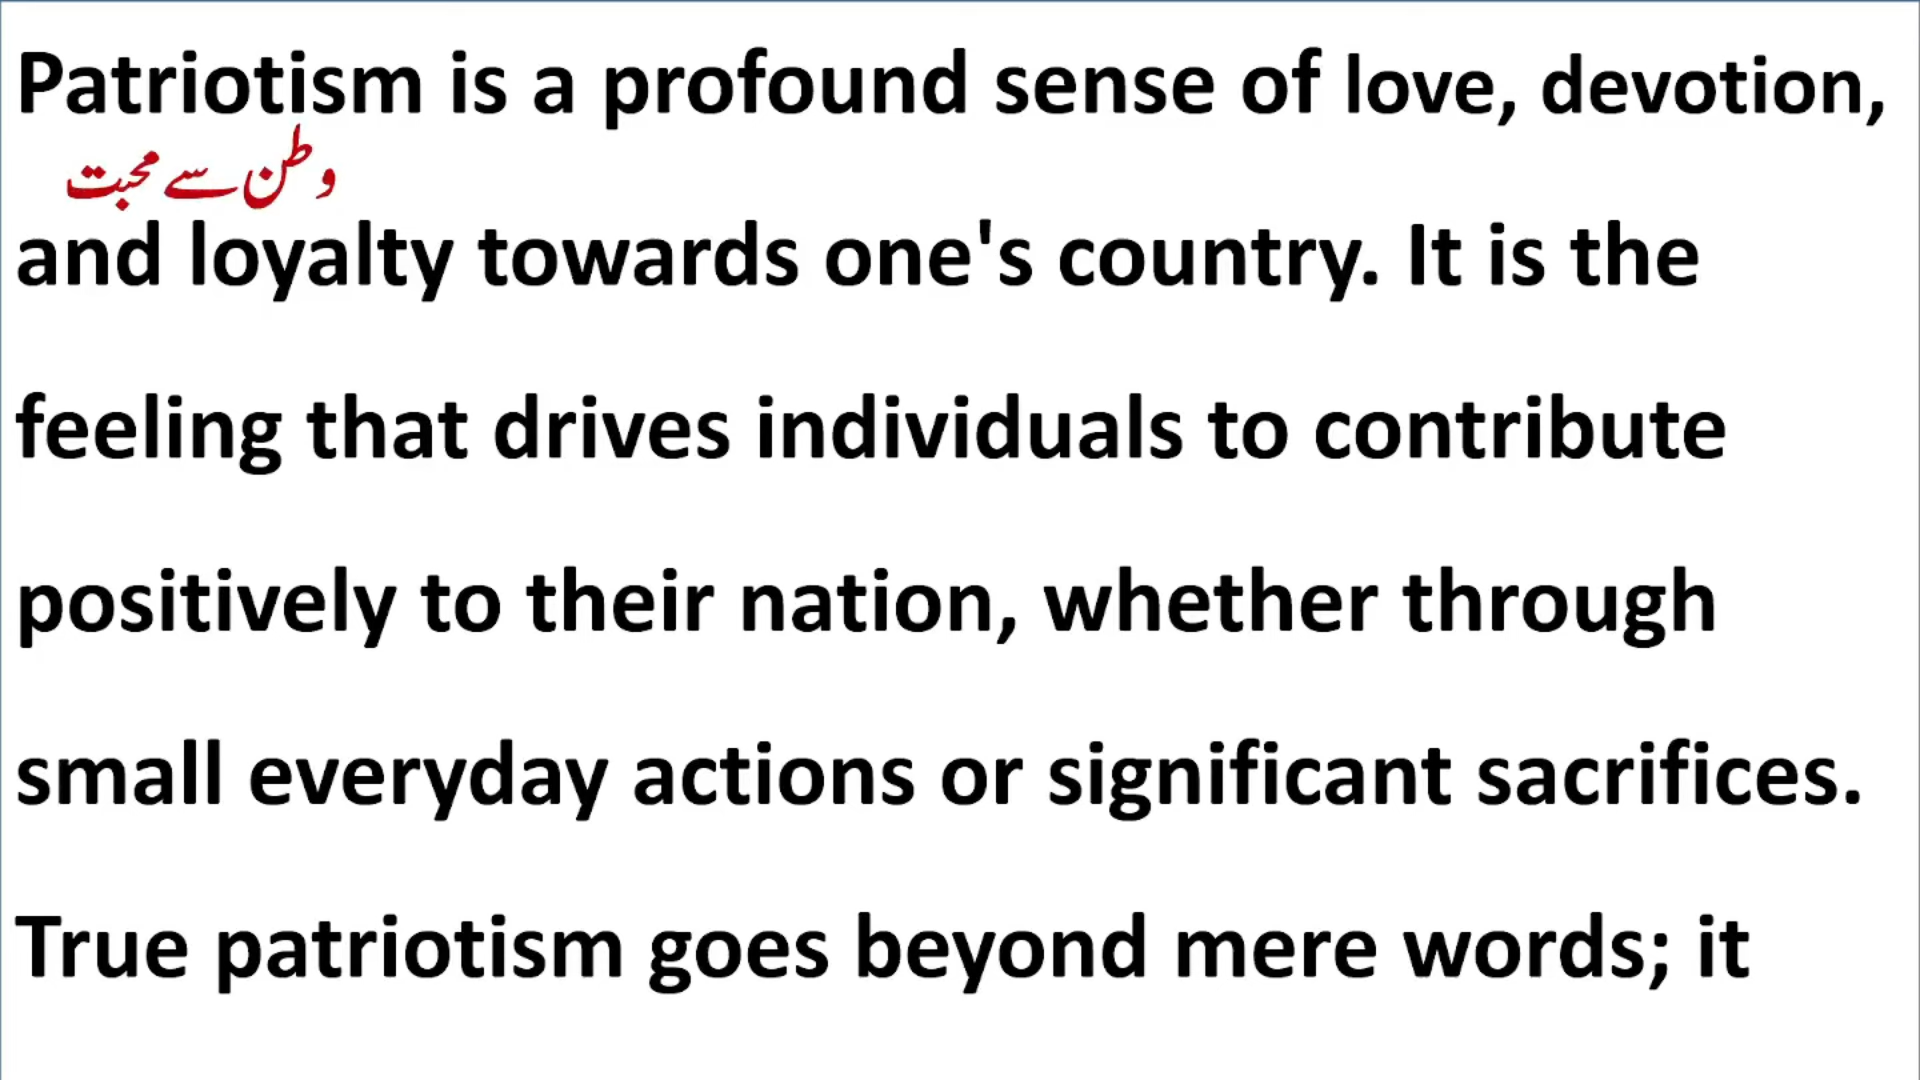 Patriotism is a profound sense of love, devotion,
وطن سے محبت
and loyalty towards one's country. It is the
feeling that drives individuals to contribute
positively to their nation, whether through
small everyday actions or significant sacrifices.
True patriotism goes beyond mere words; it